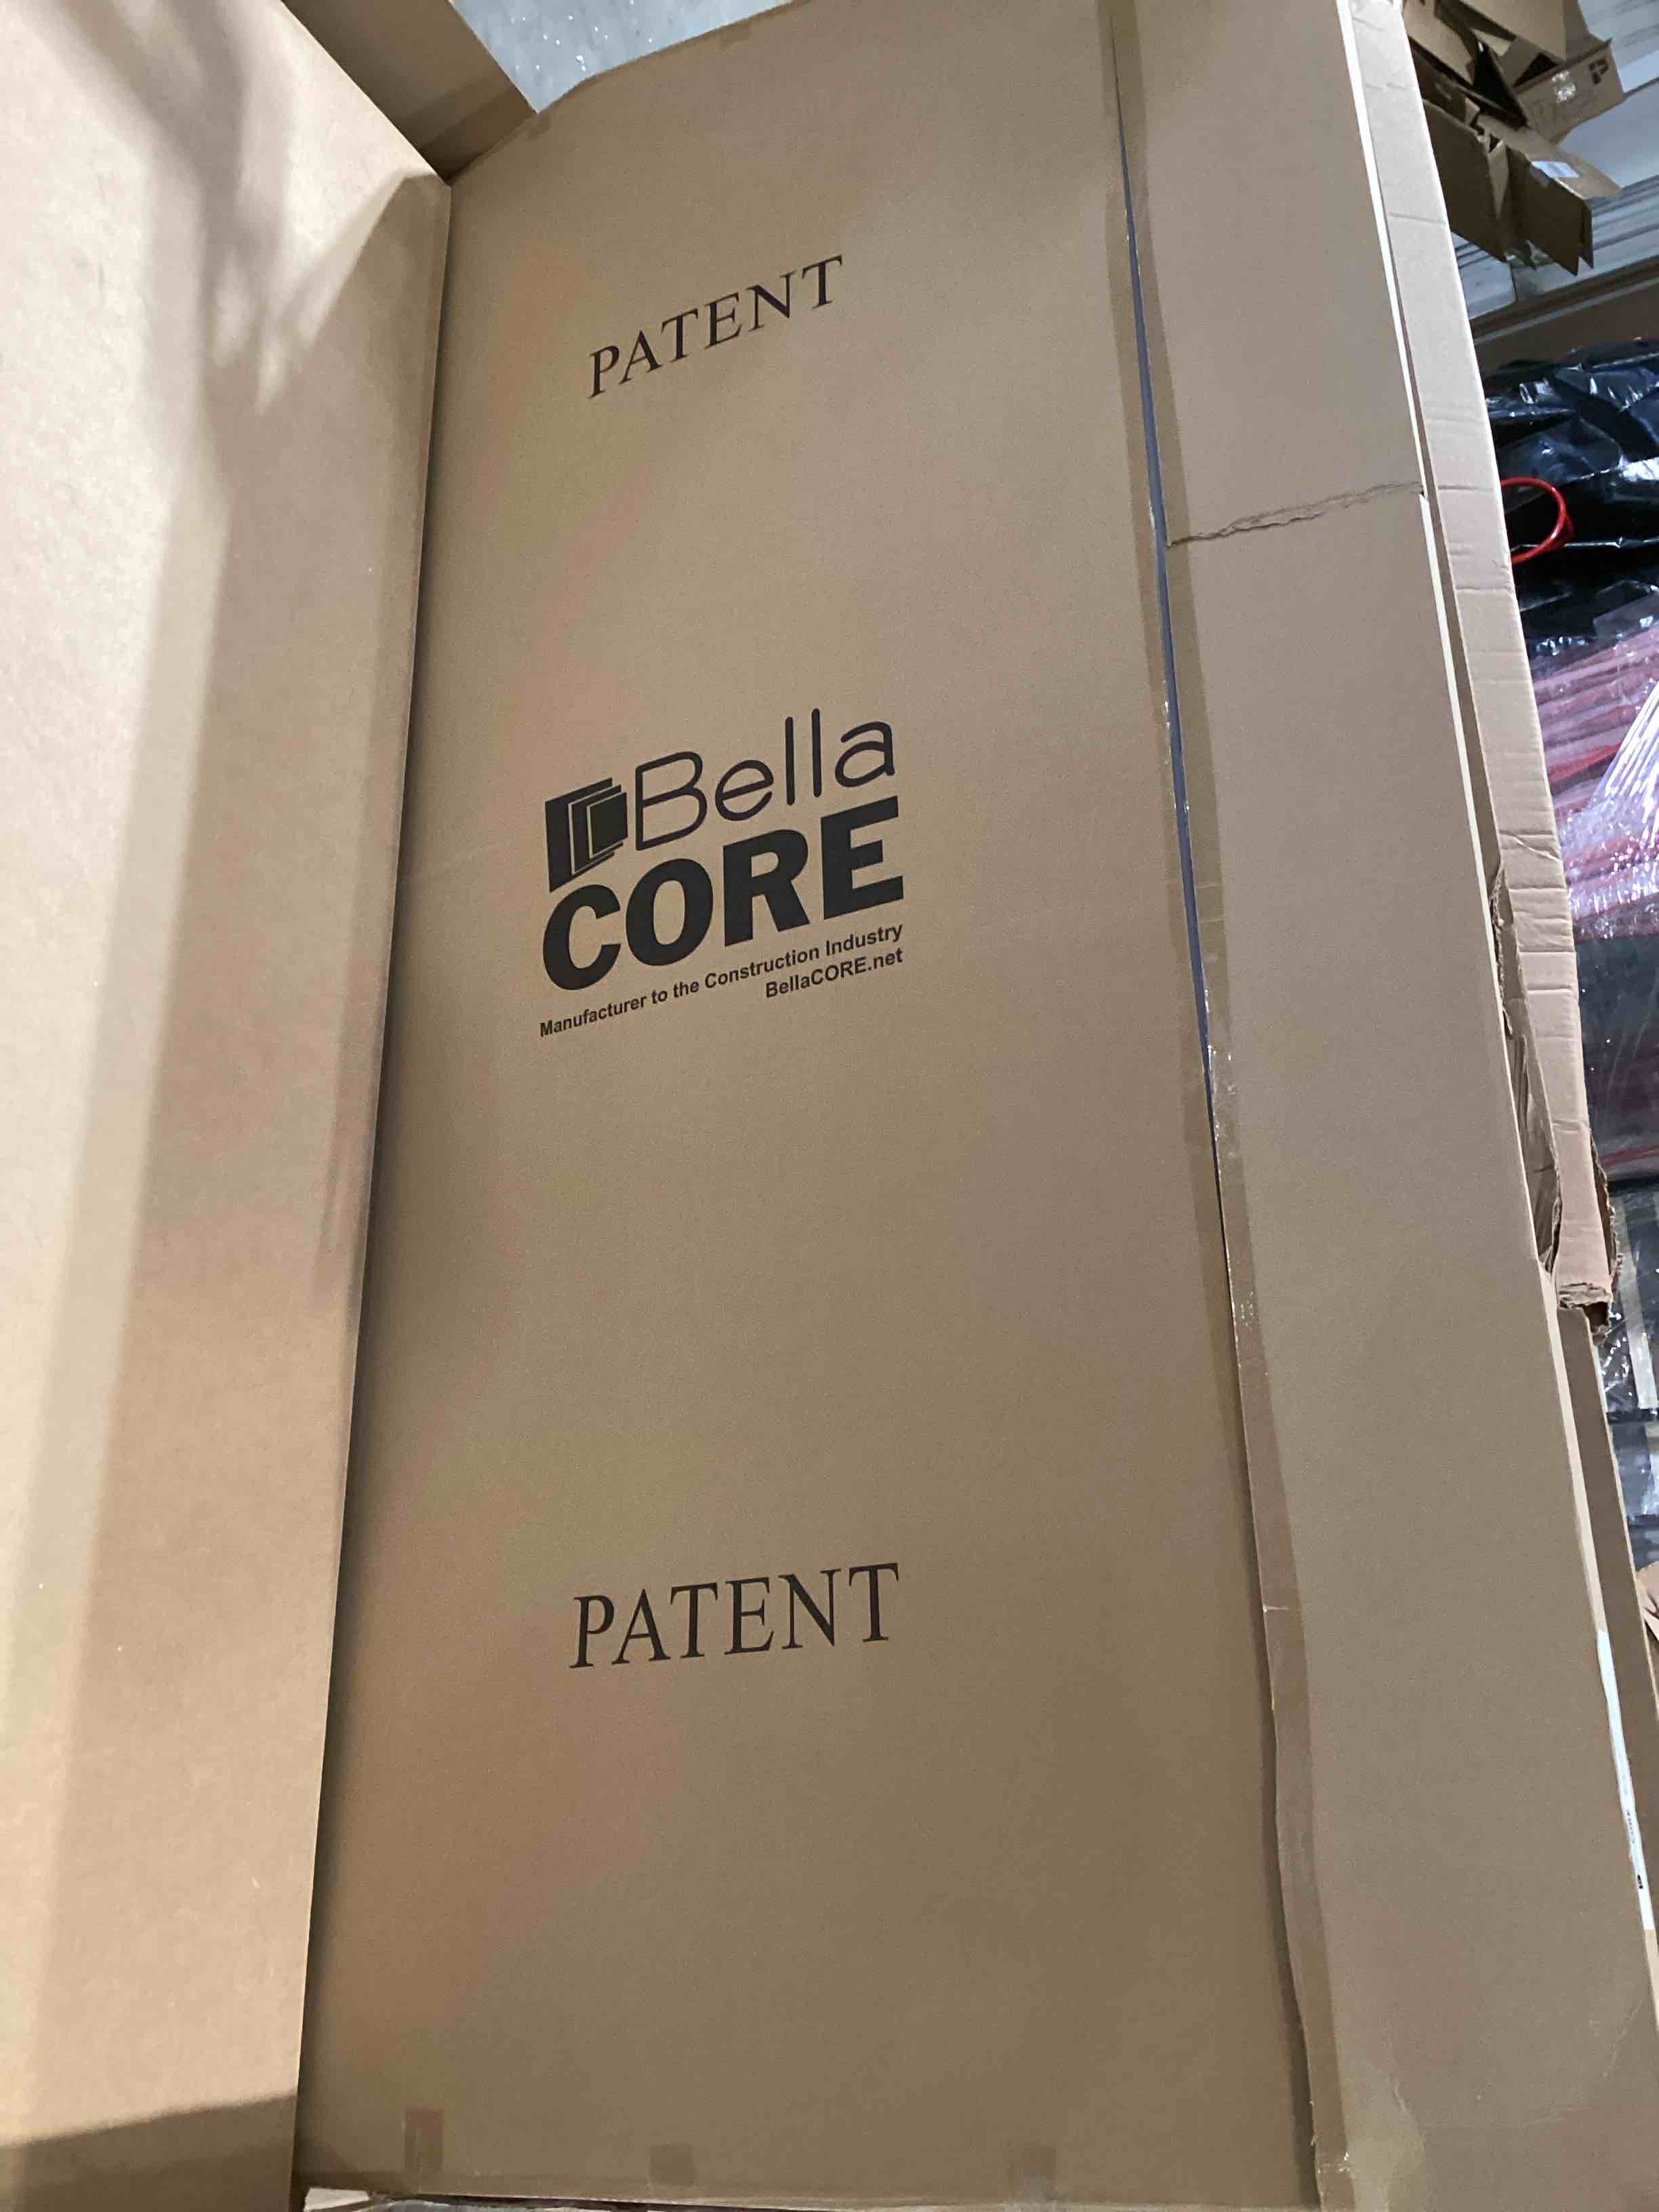 PATENT
Bella
CORE
Manufacturer to the Construction Industry
BellaCORE.net
PATENT